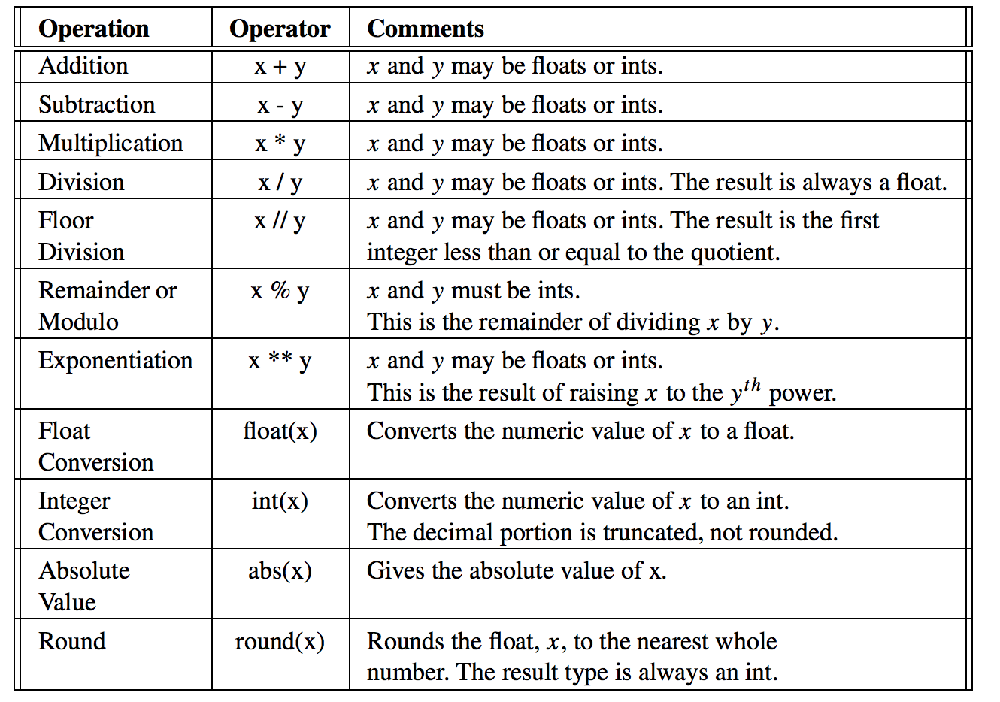 Operation Operator Comments
Addition x + y x and y may be floats or ints.
Subtraction x - y x and y may be floats or ints.
Multiplication x * y x and y may be floats or ints.
Division x / y x and y may be floats or ints. The result is always a float.
Floor x // y x and y may be floats or ints. The result is the first
Division integer less than or equal to the quotient.
Remainder or x % y x and y must be ints.
Modulo This is the remainder of dividing x by y.
Exponentiation x ** y x and y may be floats or ints.
This is the result of raising x to the y^th power.
Float float(x) Converts the numeric value of x to a float.
Conversion
Integer int(x) Converts the numeric value of x to an int.
Conversion The decimal portion is truncated, not rounded.
Absolute abs(x) Gives the absolute value of x.
Value
Round round(x) Rounds the float, x, to the nearest whole
number. The result type is always an int.